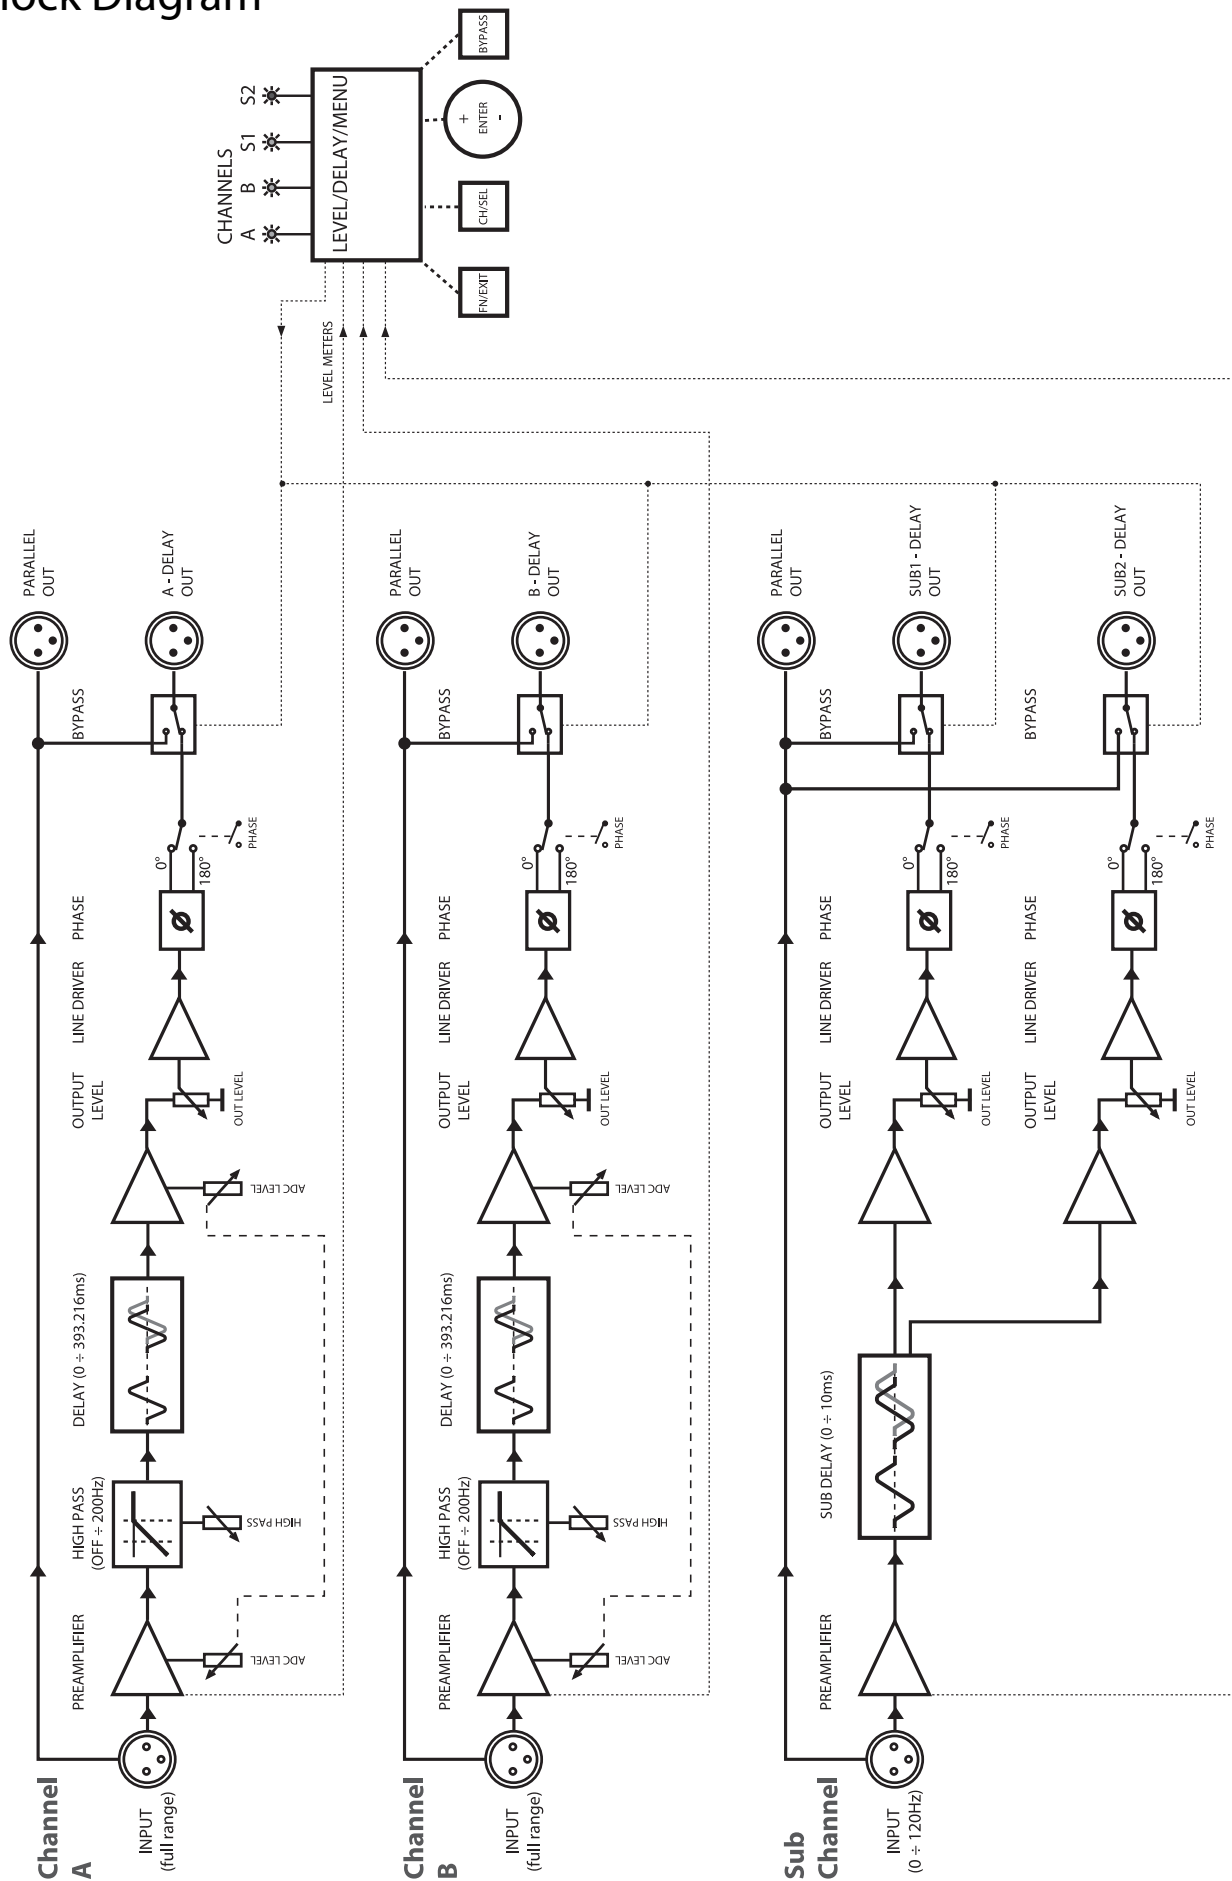 lock Diagram
CHANNELS
A
B
S1
S2
LEVEL/DELAY/MENU
FN/EXIT
CH/SEL
+
ENTER
-
BYPASS
LEVEL METERS
Channel
A
INPUT
(full range)
PREAMPLIFIER
ADC LEVEL
HIGH PASS
(OFF ÷ 200Hz)
HIGH PASS
DELAY (0 ÷ 393.216ms)
ADC LEVEL
OUTPUT
LEVEL
OUT LEVEL
LINE DRIVER
PHASE
0°
180°
PHASE
BYPASS
PARALLEL
OUT
A - DELAY
OUT
Channel
B
INPUT
(full range)
PREAMPLIFIER
ADC LEVEL
HIGH PASS
(OFF ÷ 200Hz)
HIGH PASS
DELAY (0 ÷ 393.216ms)
ADC LEVEL
OUTPUT
LEVEL
OUT LEVEL
LINE DRIVER
PHASE
0°
180°
PHASE
BYPASS
PARALLEL
OUT
B - DELAY
OUT
Sub
Channel
INPUT
(0 ÷ 120Hz)
PREAMPLIFIER
SUB DELAY (0 ÷ 10ms)
OUTPUT
LEVEL
OUT LEVEL
LINE DRIVER
PHASE
0°
180°
PHASE
BYPASS
PARALLEL
OUT
SUB1 - DELAY
OUT
OUTPUT
LEVEL
OUT LEVEL
LINE DRIVER
PHASE
0°
180°
PHASE
BYPASS
SUB2 - DELAY
OUT